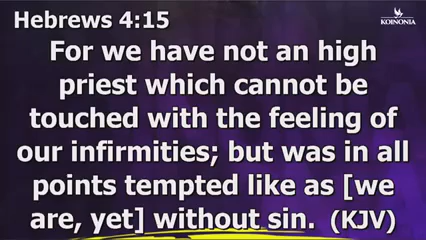 Hebrews 4:15
KOINONIA
For we have not an high
priest which cannot be
touched with the feeling of
our infirmities; but was in all
points tempted like as [we
are, yet] without sin. (KJV)